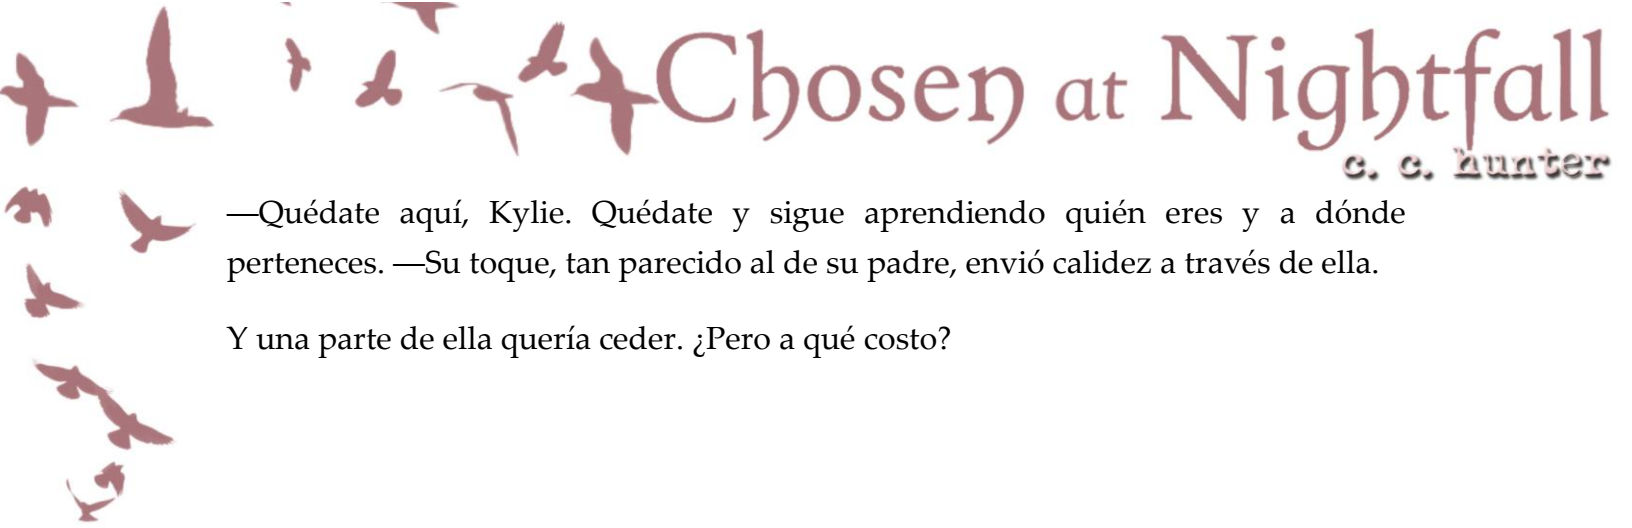 Chosen at Nightfall
c. c. hunter
—Quédate aquí, Kylie. Quédate y sigue aprendiendo quién eres y a dónde
perteneces. —Su toque, tan parecido al de su padre, envió calidez a través de ella.
Y una parte de ella quería ceder. ¿Pero a qué costo?